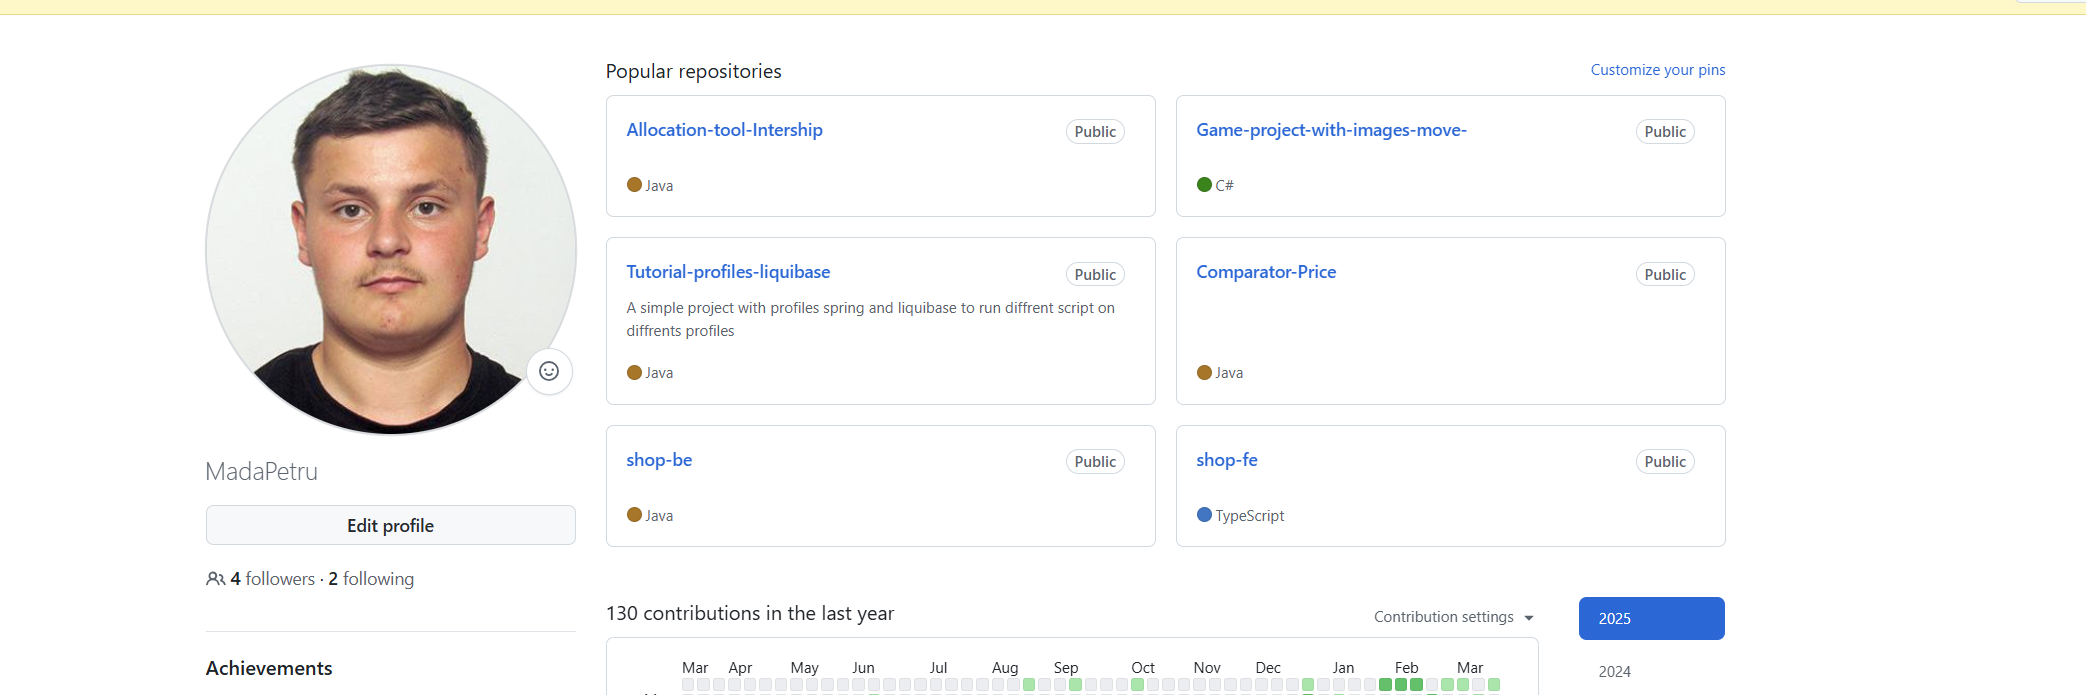 Popular repositories
Customize your pins
Allocation-tool-Intership
Public
Java
Game-project-with-images-move-
Public
C#
Tutorial-profiles-liquibase
Public
A simple project with profiles spring and liquibase to run diffrent script on
diffrents profiles
Java
Comparator-Price
Public
Java
shop-be
Public
Java
shop-fe
Public
TypeScript
MadaPetru
Edit profile
4 followers · 2 following
Achievements
130 contributions in the last year
Contribution settings
2025
2024
Mar Apr May Jun Jul Aug Sep Oct Nov Dec Jan Feb Mar